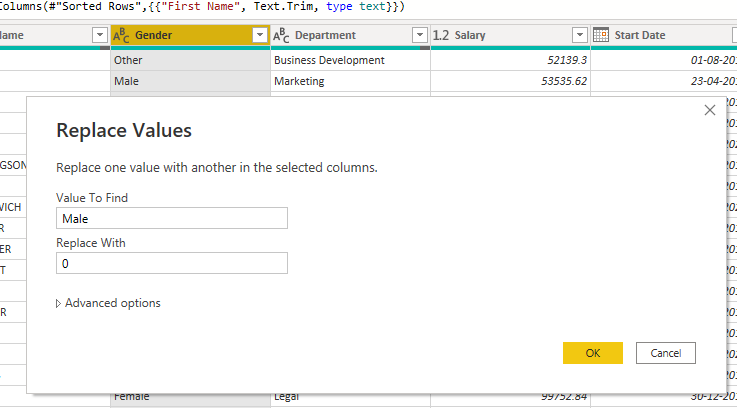 Columns(#"Sorted Rows",{{"First Name", Text.Trim, type text}})
Name ABC Gender ABC Department 1.2 Salary Start Date
Other Business Development 52139.3 01-08-20
Male Marketing 53535.62 23-04-20
Replace Values
Replace one value with another in the selected columns.
GSON
Value To Find
Male
VICH
R
Replace With
ER
0
T
Advanced options
R
OK Cancel
Female Legal 99752.84 30-12-20